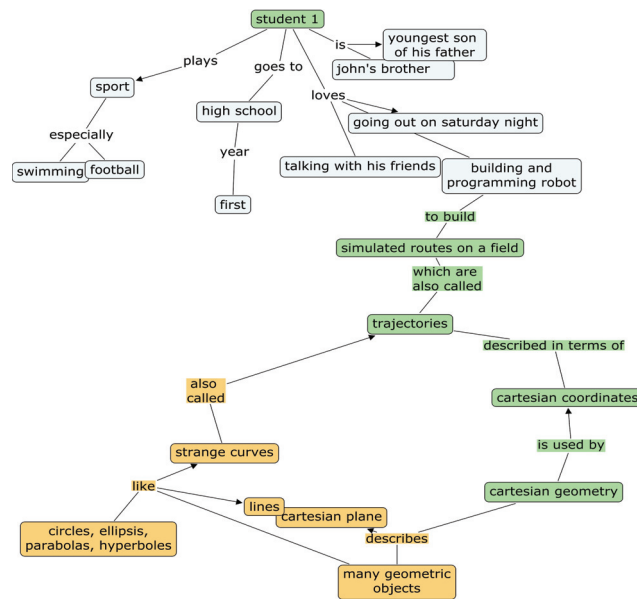 student 1
is
youngest son
of his father
john's brother
plays
goes to
sport
loves
high school
going out on saturday night
especially
year
swimming
football
talking with his friends
building and
programming robot
first
to build
simulated routes on a field
which are
also called
trajectories
described in terms of
also
called
cartesian coordinates
strange curves
is used by
like
cartesian geometry
lines
cartesian plane
circles, ellipsis,
parabolas, hyperboles
describes
many geometric
objects